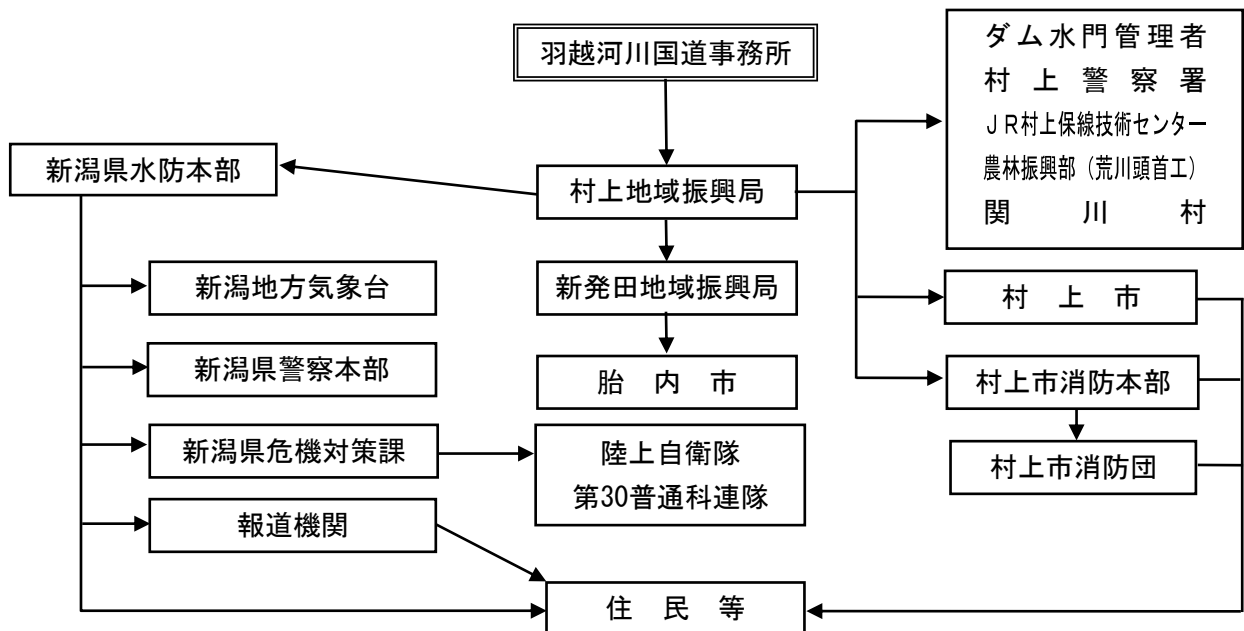 羽越河川国道事務所
ダム水門管理者
村上警察署
JR村上保線技術センター
農林振興部（荒川頭首工）
関川村
新潟県水防本部
村上地域振興局
新潟地方気象台
新発田地域振興局
村上市
新潟県警察本部
胎内市
村上市消防本部
新潟県危機対策課
陸上自衛隊
第30普通科連隊
村上市消防団
報道機関
住民等